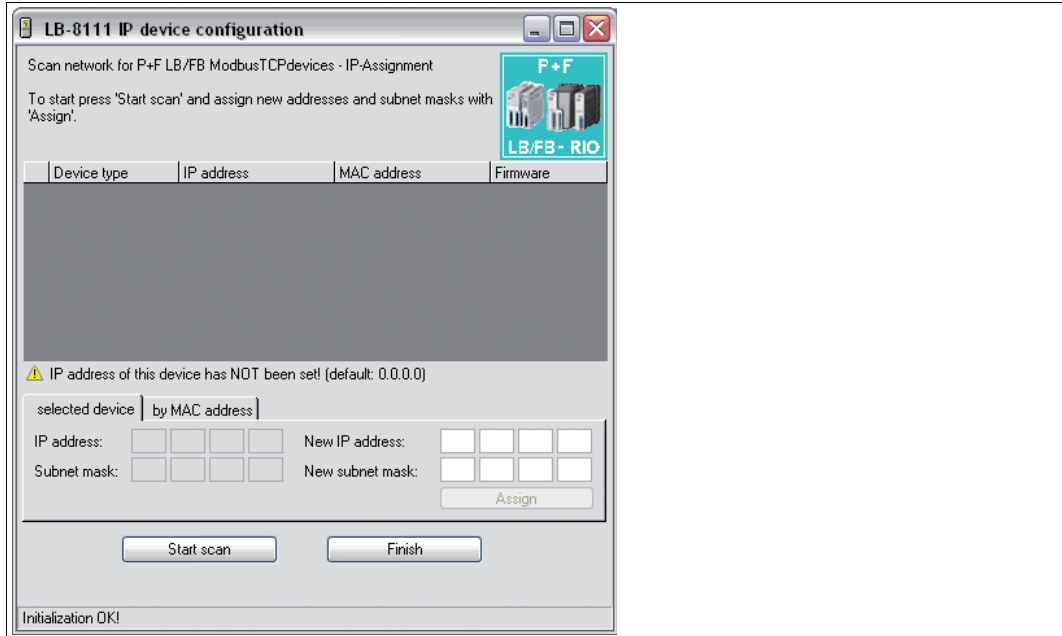 LB-8111 IP device configuration
Scan network for P+F LB/FB ModbusTCPdevices - IP-Assignment
To start press 'Start scan' and assign new addresses and subnet masks with
'Assign'.
P+F
LB/FB- RIO
Device type IP address MAC address Firmware
IP address of this device has NOT been set! (default: 0.0.0.0)
selected device by MAC address
IP address: New IP address:
Subnet mask: New subnet mask:
Assign
Start scan Finish
Initialization OK!